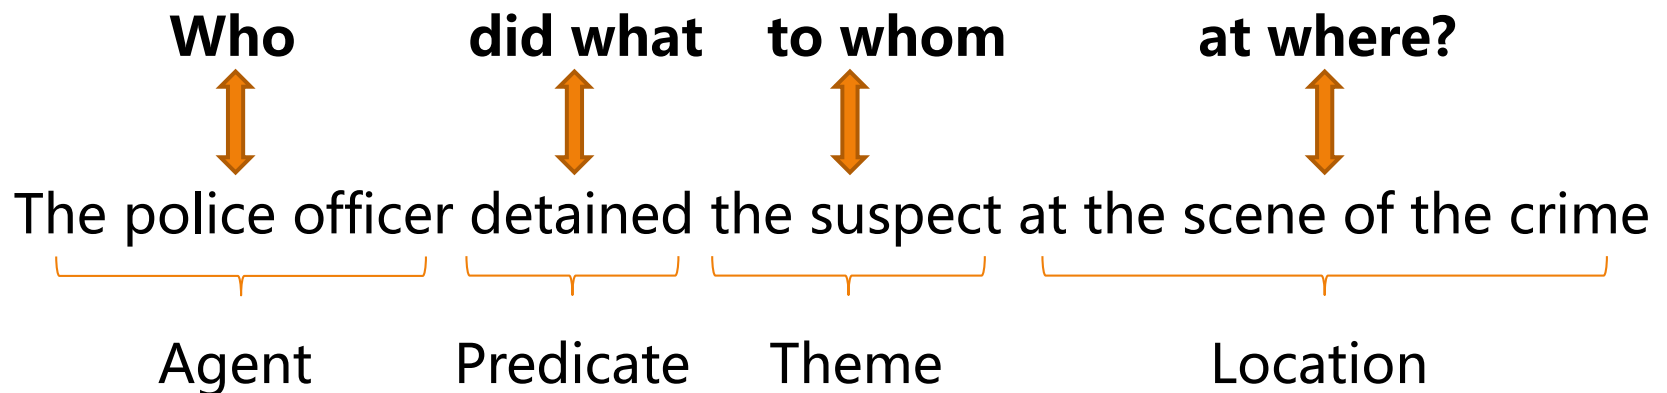 Who did what to whom at where?
The police officer detained the suspect at the scene of the crime
Agent Predicate Theme Location